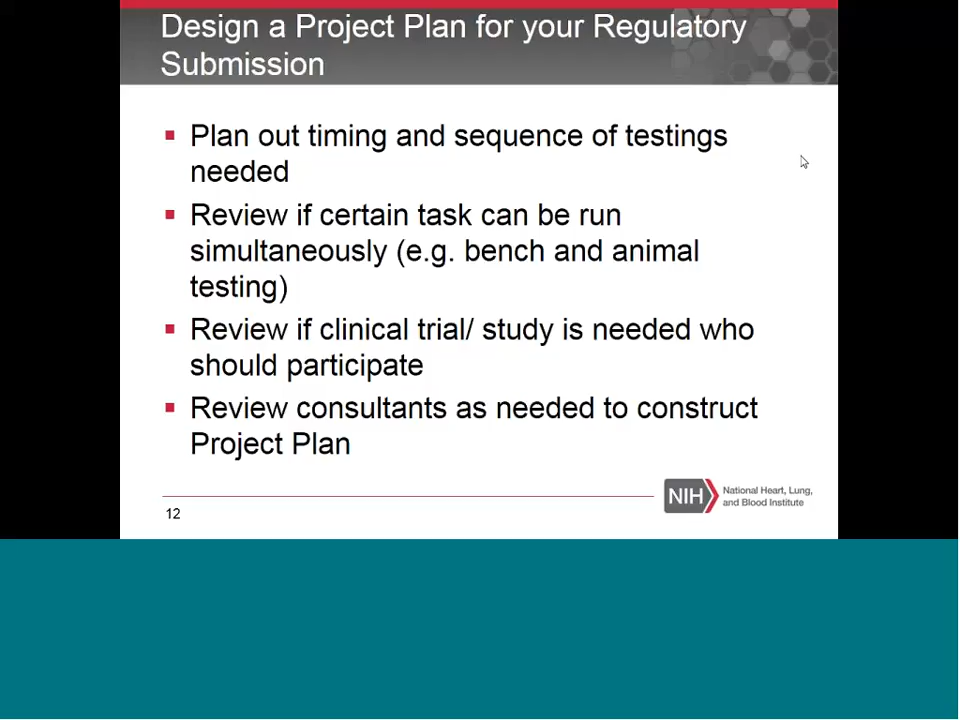 Design a Project Plan for your Regulatory
Submission
Plan out timing and sequence of testings
needed
Review if certain task can be run
simultaneously (e.g. bench and animal
testing)
Review if clinical trial/ study is needed who
should participate
Review consultants as needed to construct
Project Plan
12
NIH
National Heart, Lung,
and Blood Institute